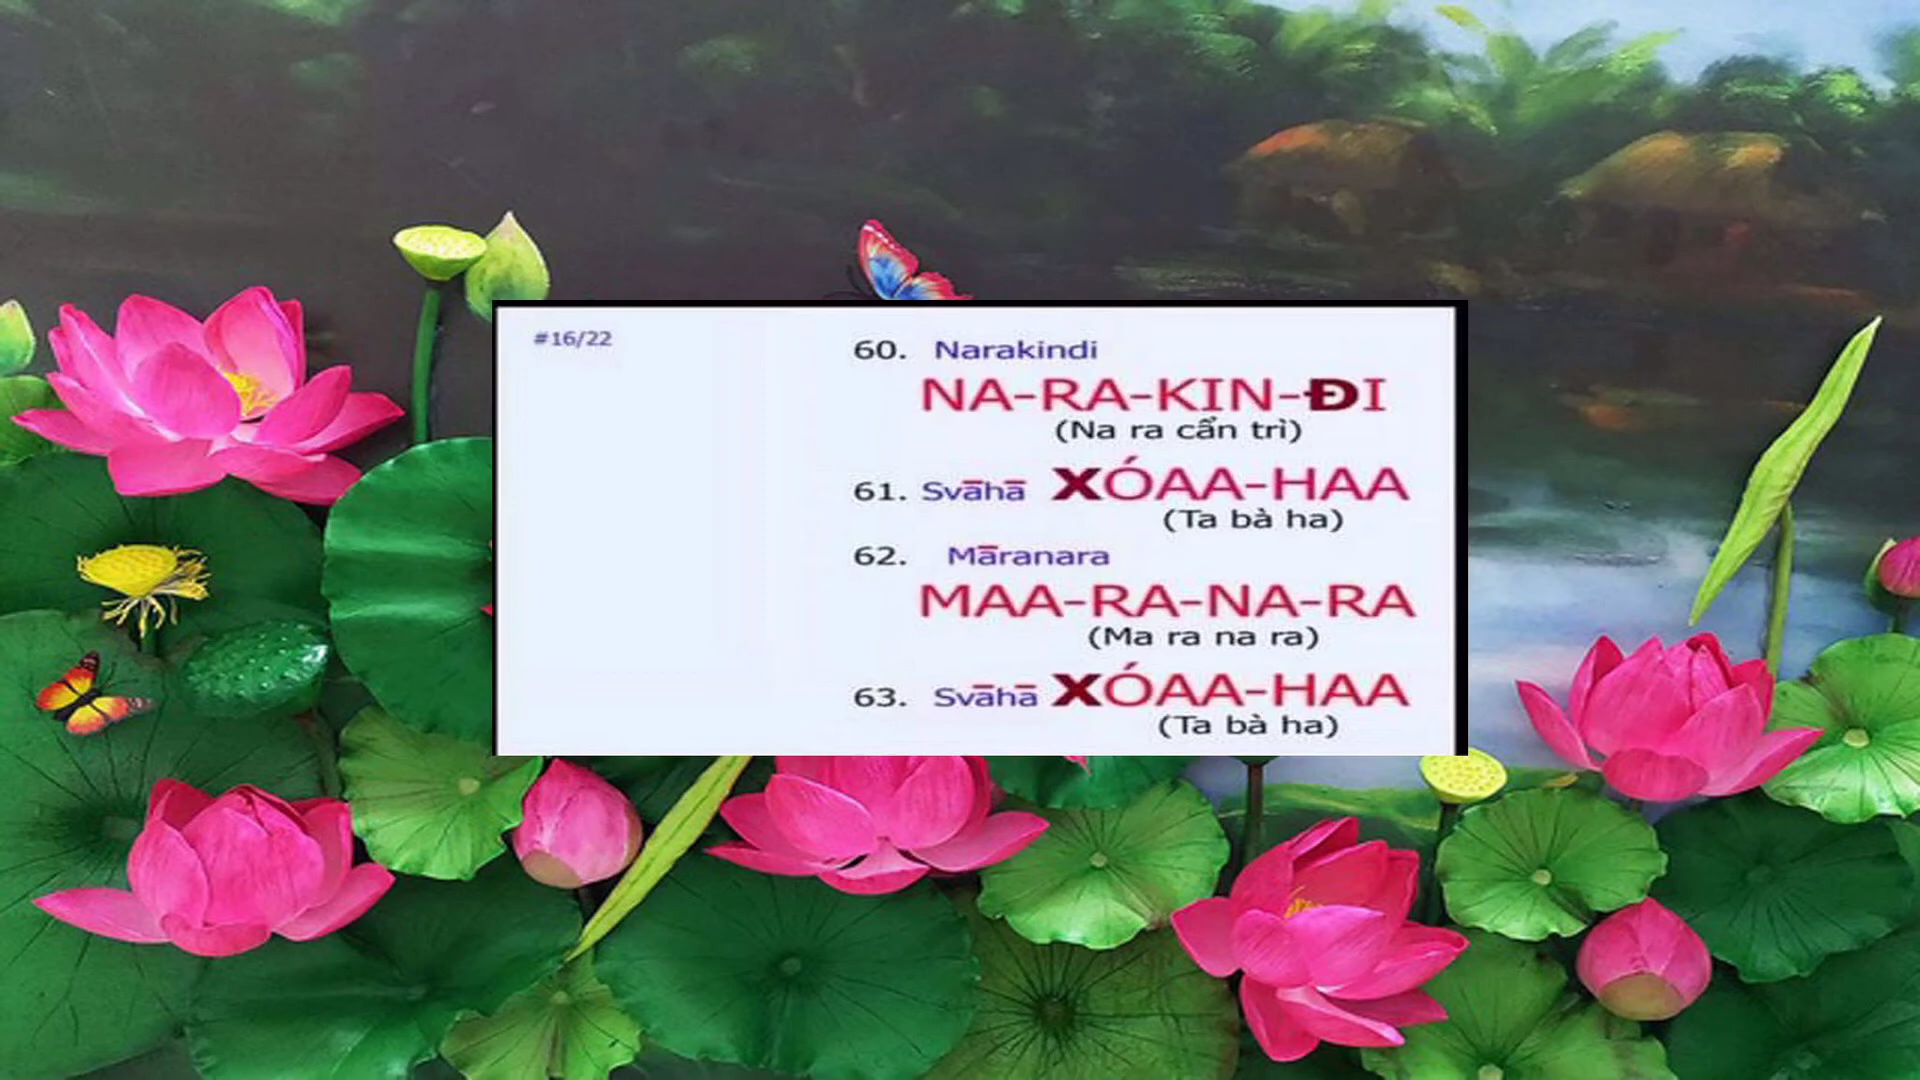 #16/22
60. Narakindi
NA-RA-KIN-ĐI
(Na ra cẩn trì)
61. Svāhā XÓAA-HAA
(Ta bà ha)
62. Māranara
MAA-RA-NA-RA
(Ma ra na ra)
63. Svāhā XÓAA-HAA
(Ta bà ha)